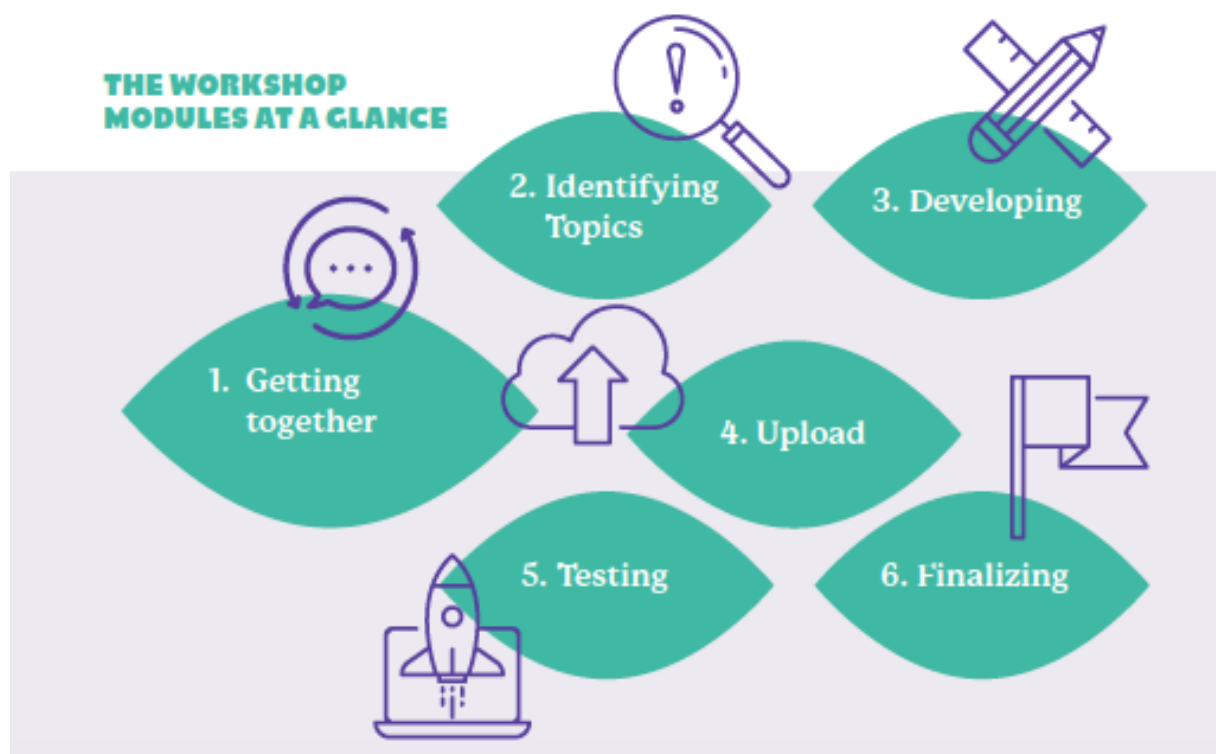 THE WORKSHOP
MODULES AT A GLANCE
1. Getting
together
2. Identifying
Topics
3. Developing
4. Upload
5. Testing
6. Finalizing